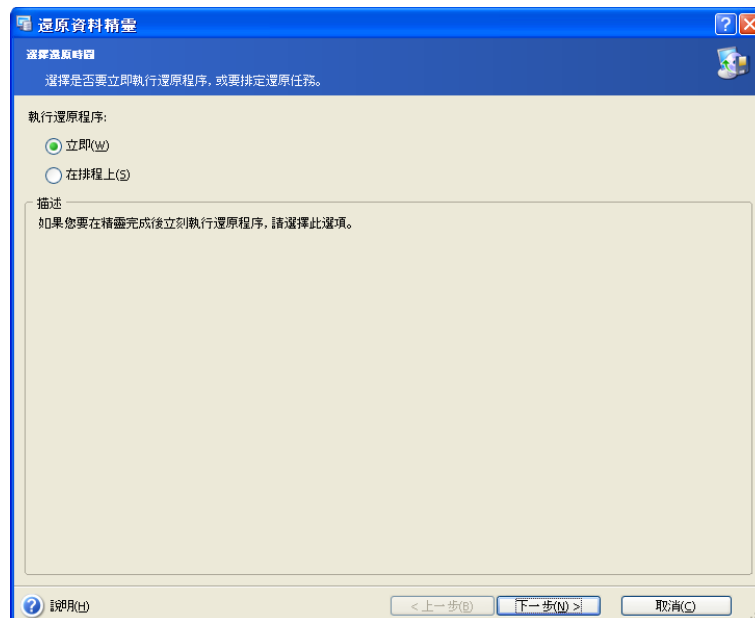 還原資料精靈
選擇還原時間
選擇是否要立即執行還原程序, 或要排定還原任務。
執行還原程序:
立即(W)
在排程上(S)
描述
如果您要在精靈完成後立刻執行還原程序, 請選擇此選項。
說明(H)
< 上一步(B)
下一步(N) >
取消(C)